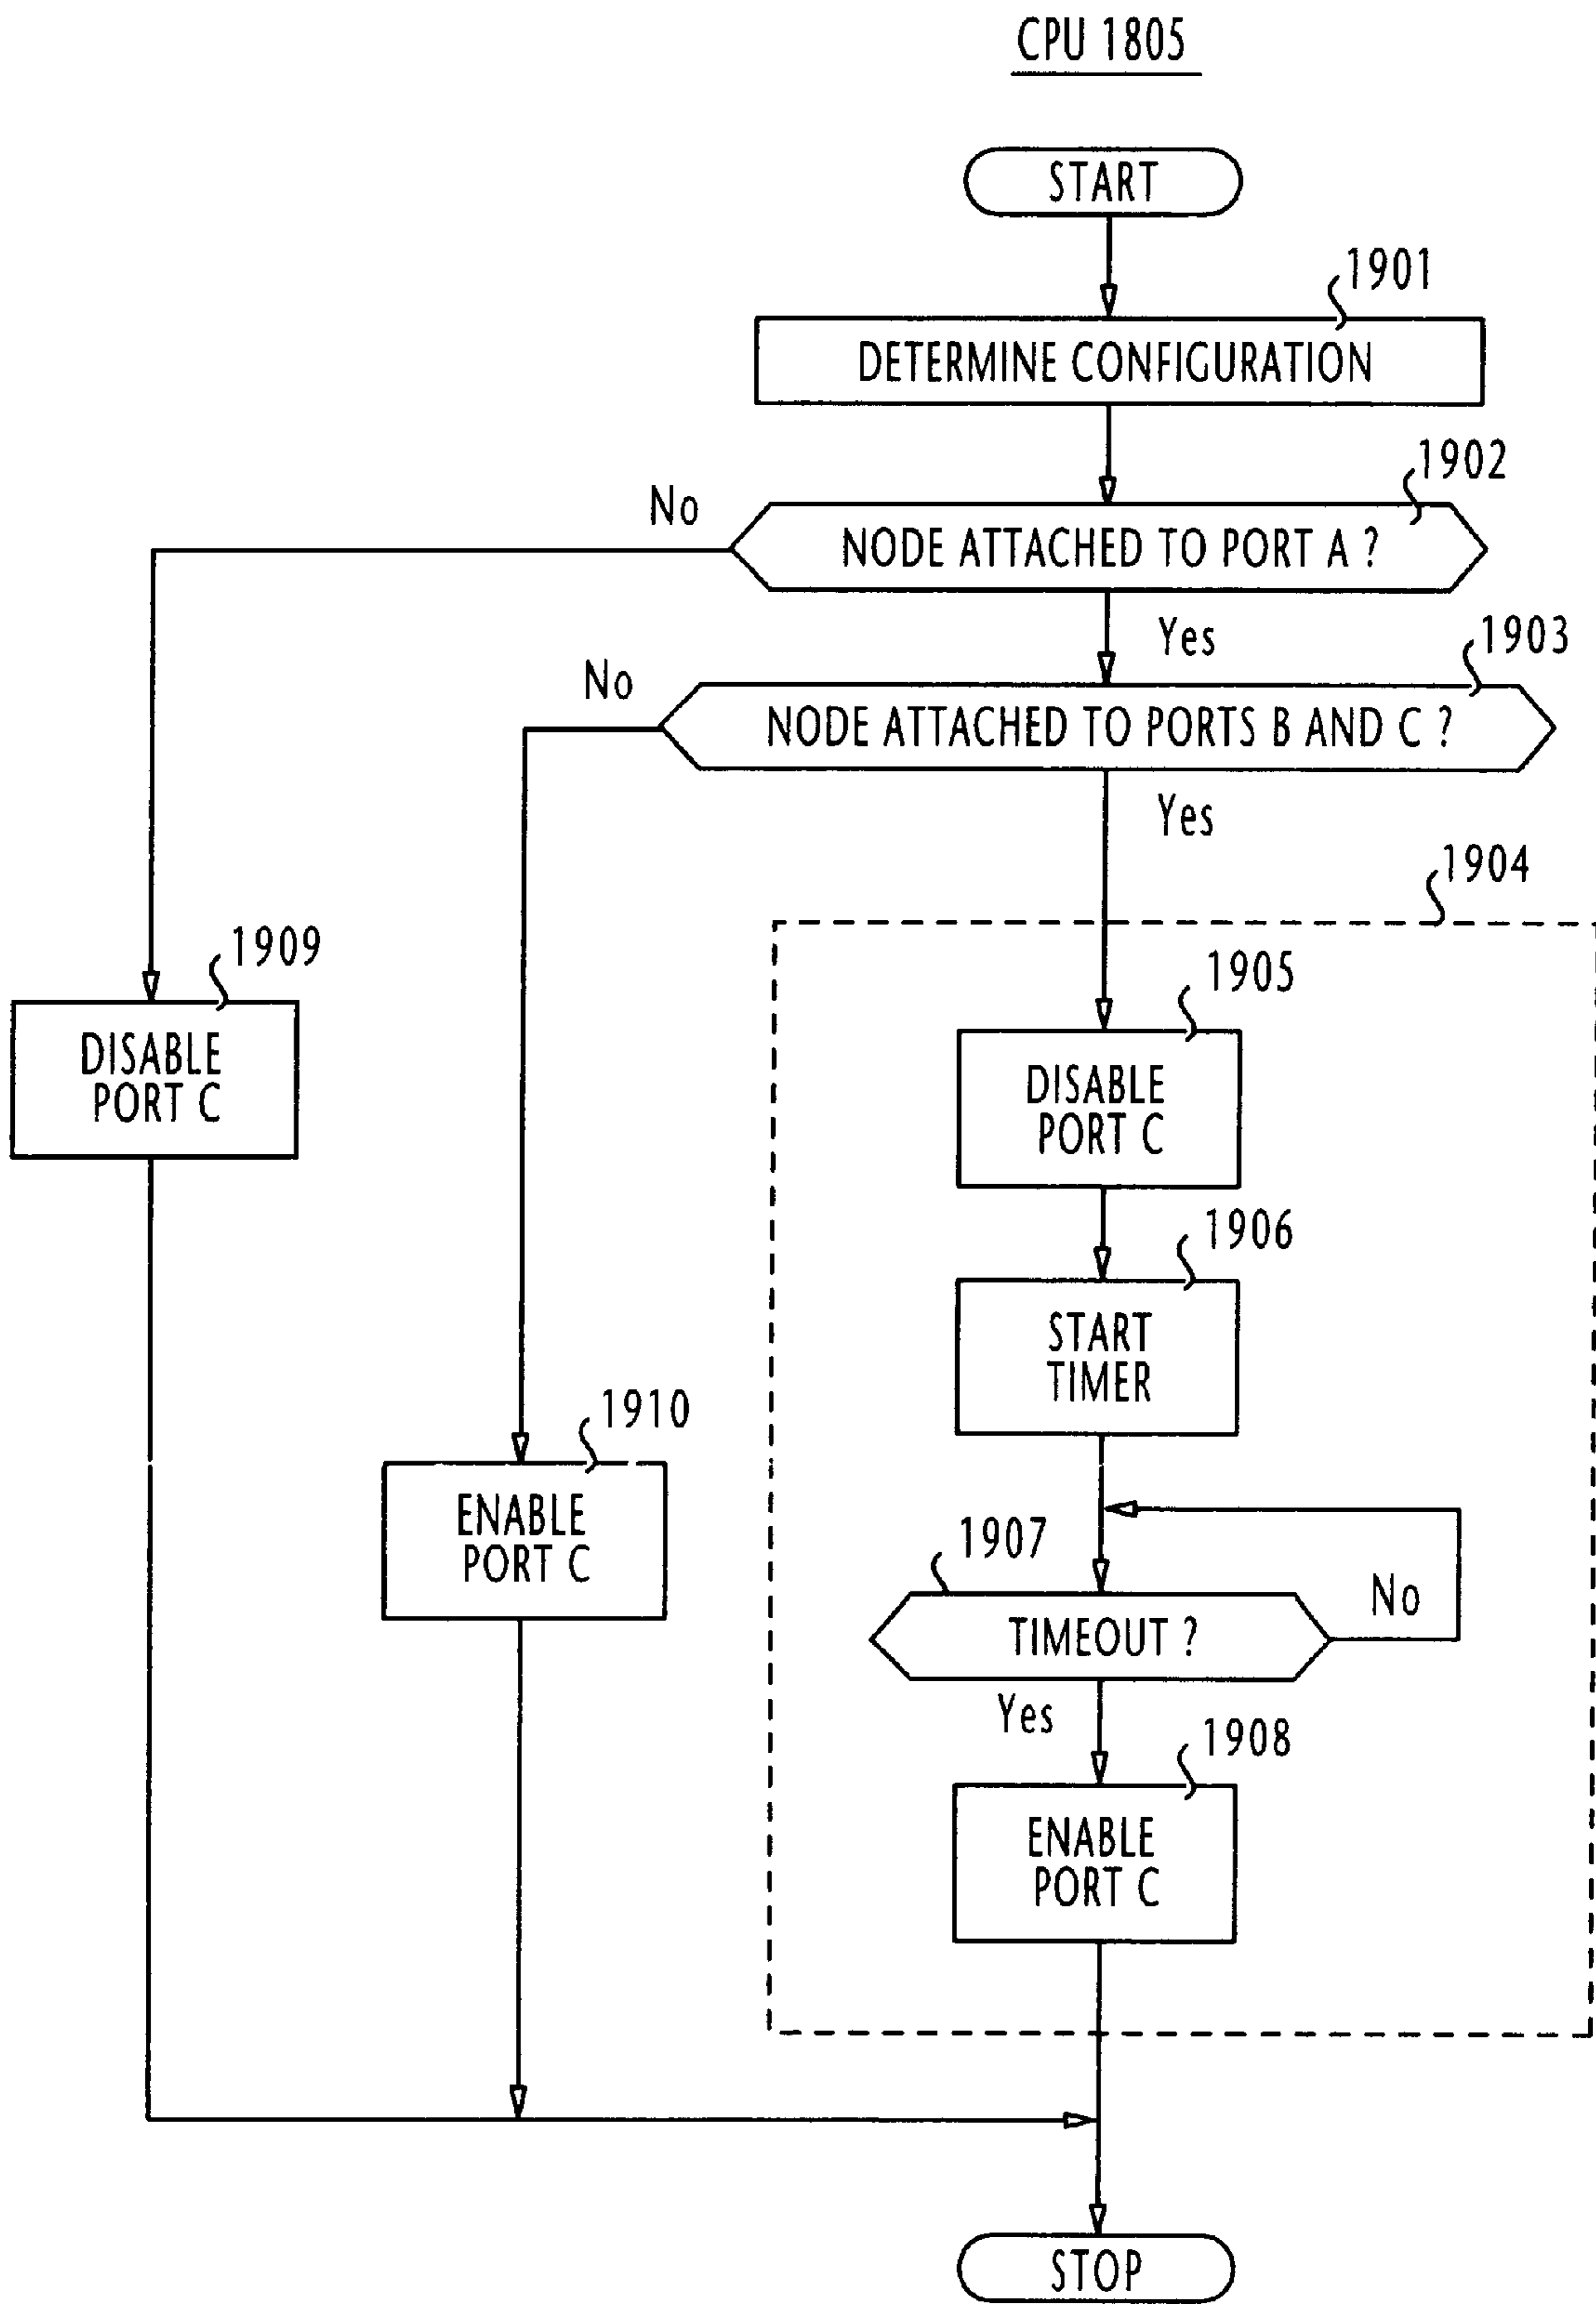 CPU 1805
START
1901
DETERMINE CONFIGURATION
1902
No
NODE ATTACHED TO PORT A ?
Yes
1903
No
NODE ATTACHED TO PORTS B AND C ?
Yes
1904
1909
DISABLE
PORT C
1905
DISABLE
PORT C
1906
START
TIMER
1910
ENABLE
PORT C
1907
No
TIMEOUT ?
Yes
1908
ENABLE
PORT C
STOP